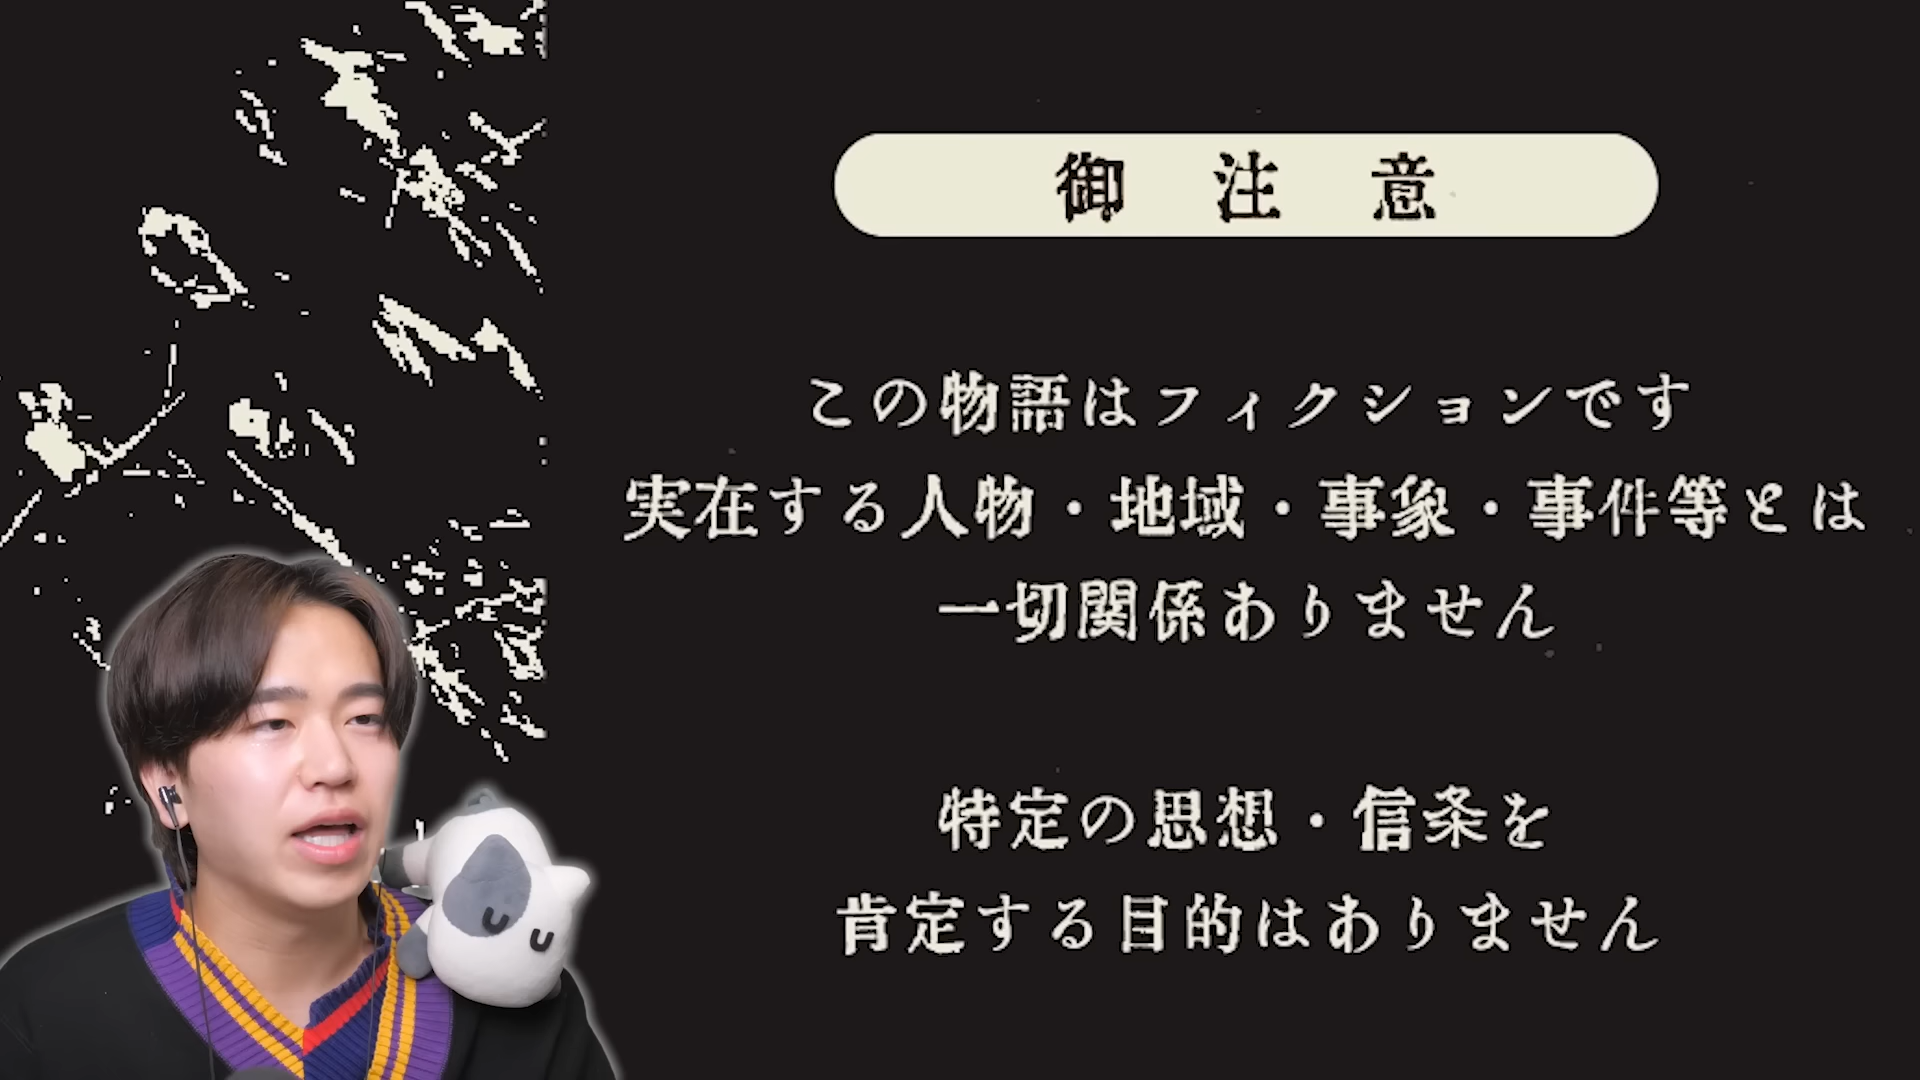 御注意
この物語はフィクションです
実在する人物・地域・事象・事件等とは
一切関係ありません
特定の思想・信条を
肯定する目的はありません